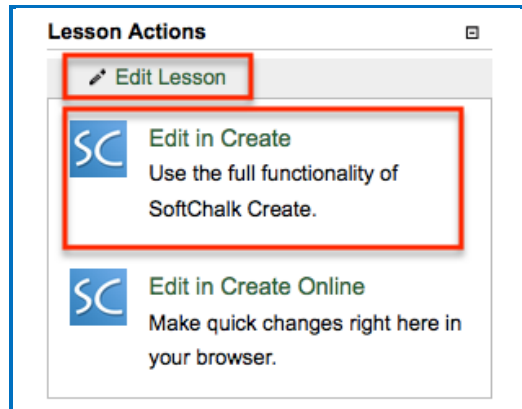 Lesson Actions
Edit Lesson
SC
Edit in Create
Use the full functionality of
SoftChalk Create.
SC
Edit in Create Online
Make quick changes right here in
your browser.